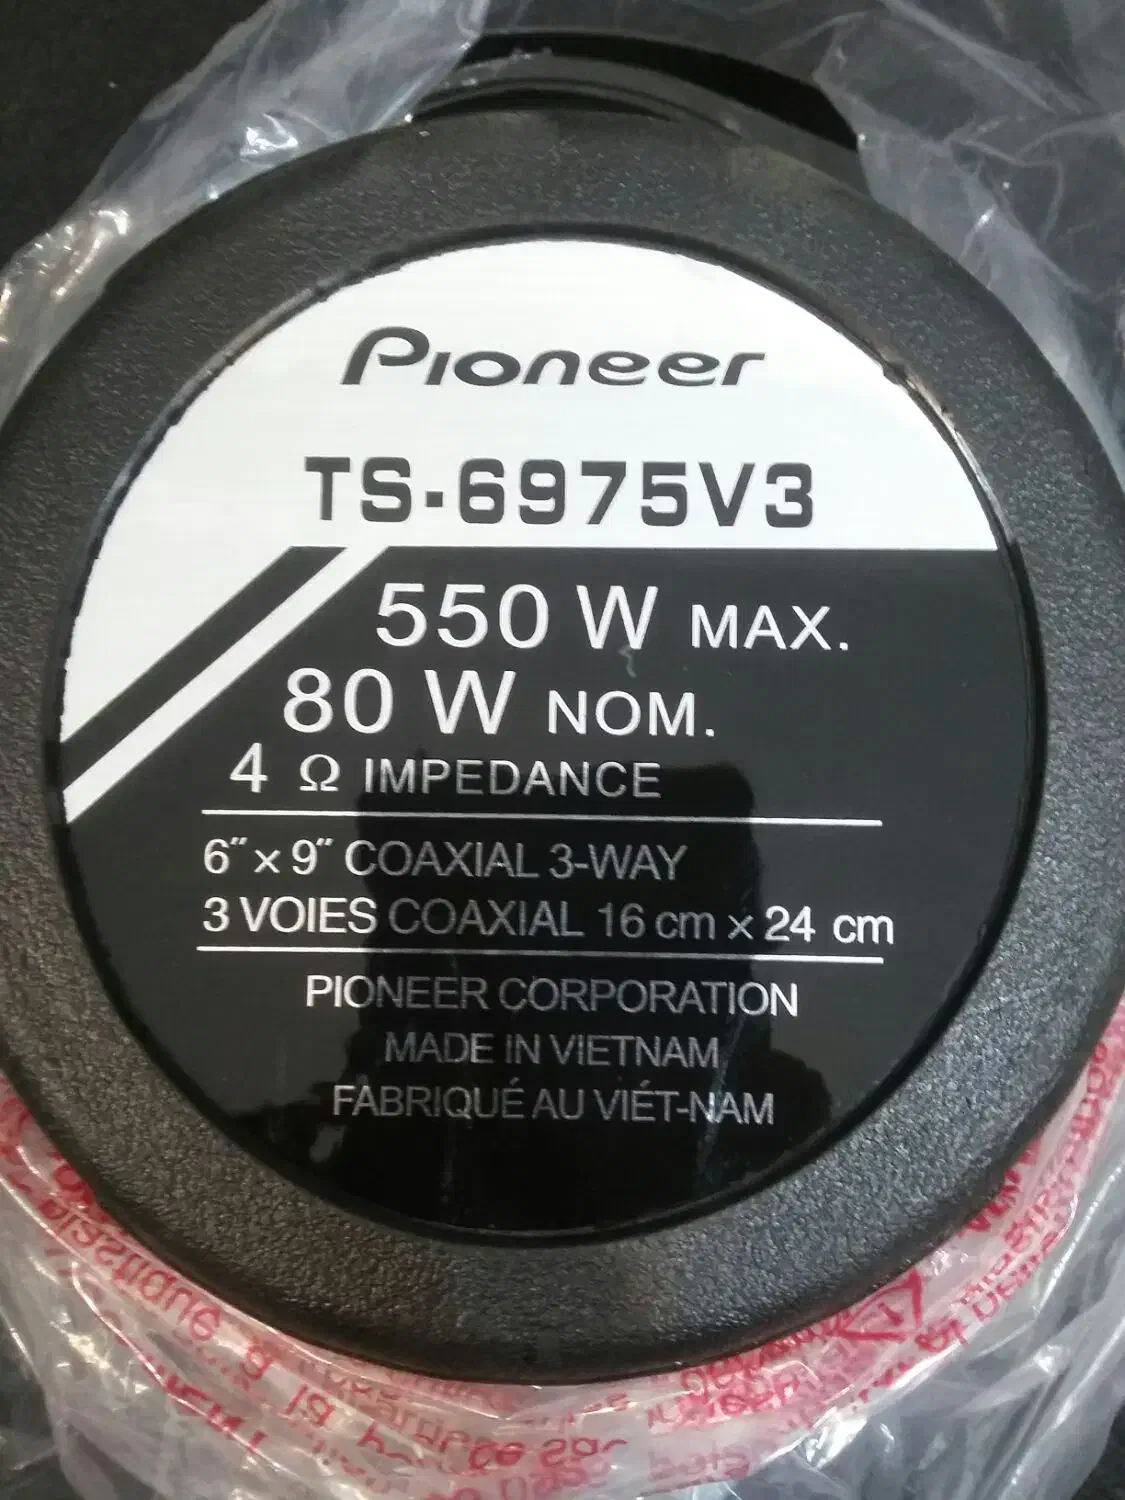 Pioneer
TS-6975V3
550 W MAX.
80 W NOM.
4 Ω IMPEDANCE
6" × 9" COAXIAL 3-WAY
3 VOIES COAXIAL 16 cm × 24 cm
PIONEER CORPORATION
MADE IN VIETNAM
FABRIQUÉ AU VIÉT-NAM